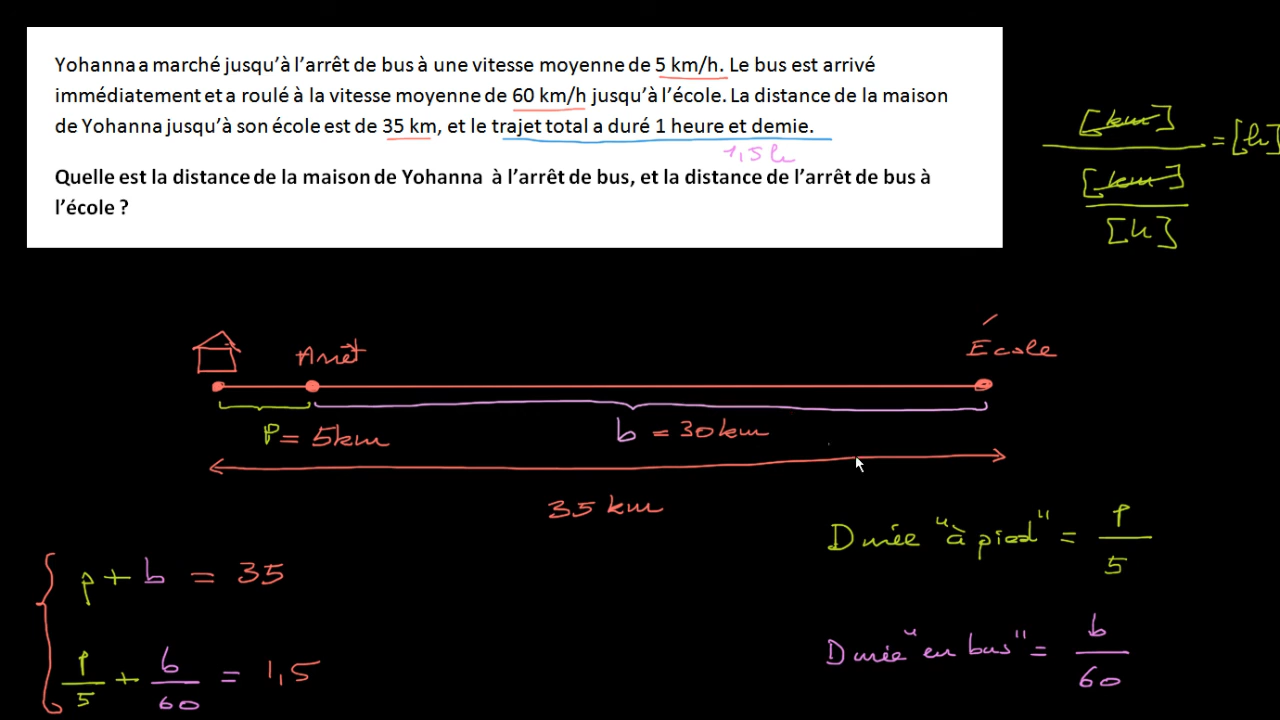 Yohanna a marché jusqu'à l'arrêt de bus à une vitesse moyenne de 5 km/h. Le bus est arrivé
immédiatement et a roulé à la vitesse moyenne de 60 km/h jusqu'à l'école. La distance de la maison
de Yohanna jusqu'à son école est de 35 km, et le trajet total a duré 1 heure et demie.
1,5 h
Quelle est la distance de la maison de Yohanna à l'arrêt de bus, et la distance de l'arrêt de bus à
l'école ?
[km]
[km]
[h]
= [h]
Arrêt
École
P = 5km
b = 30km
35 km
Durée "à pied" = P/5
Durée "en bus" = b/60
p + b = 35
P/5 + b/60 = 1,5